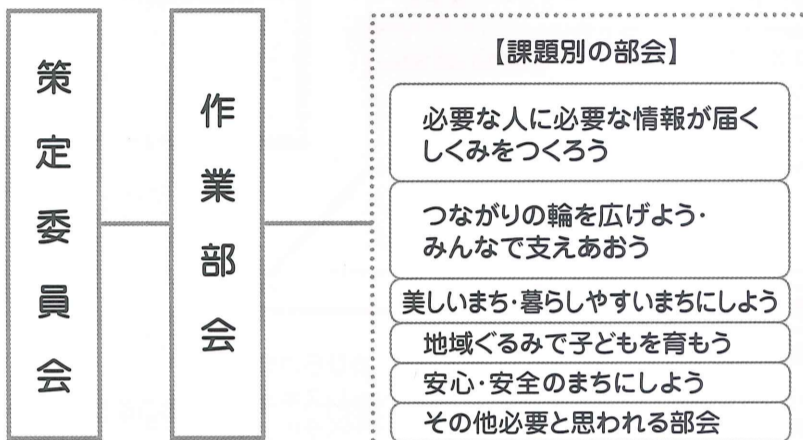 策定委員会
作業部会
【課題別の部会】
必要な人に必要な情報が届く
しくみをつくろう
つながりの輪を広げよう・
みんなで支えあおう
美しいまち・暮らしやすいまちにしよう
地域ぐるみで子どもを育もう
安心・安全のまちにしよう
その他必要と思われる部会